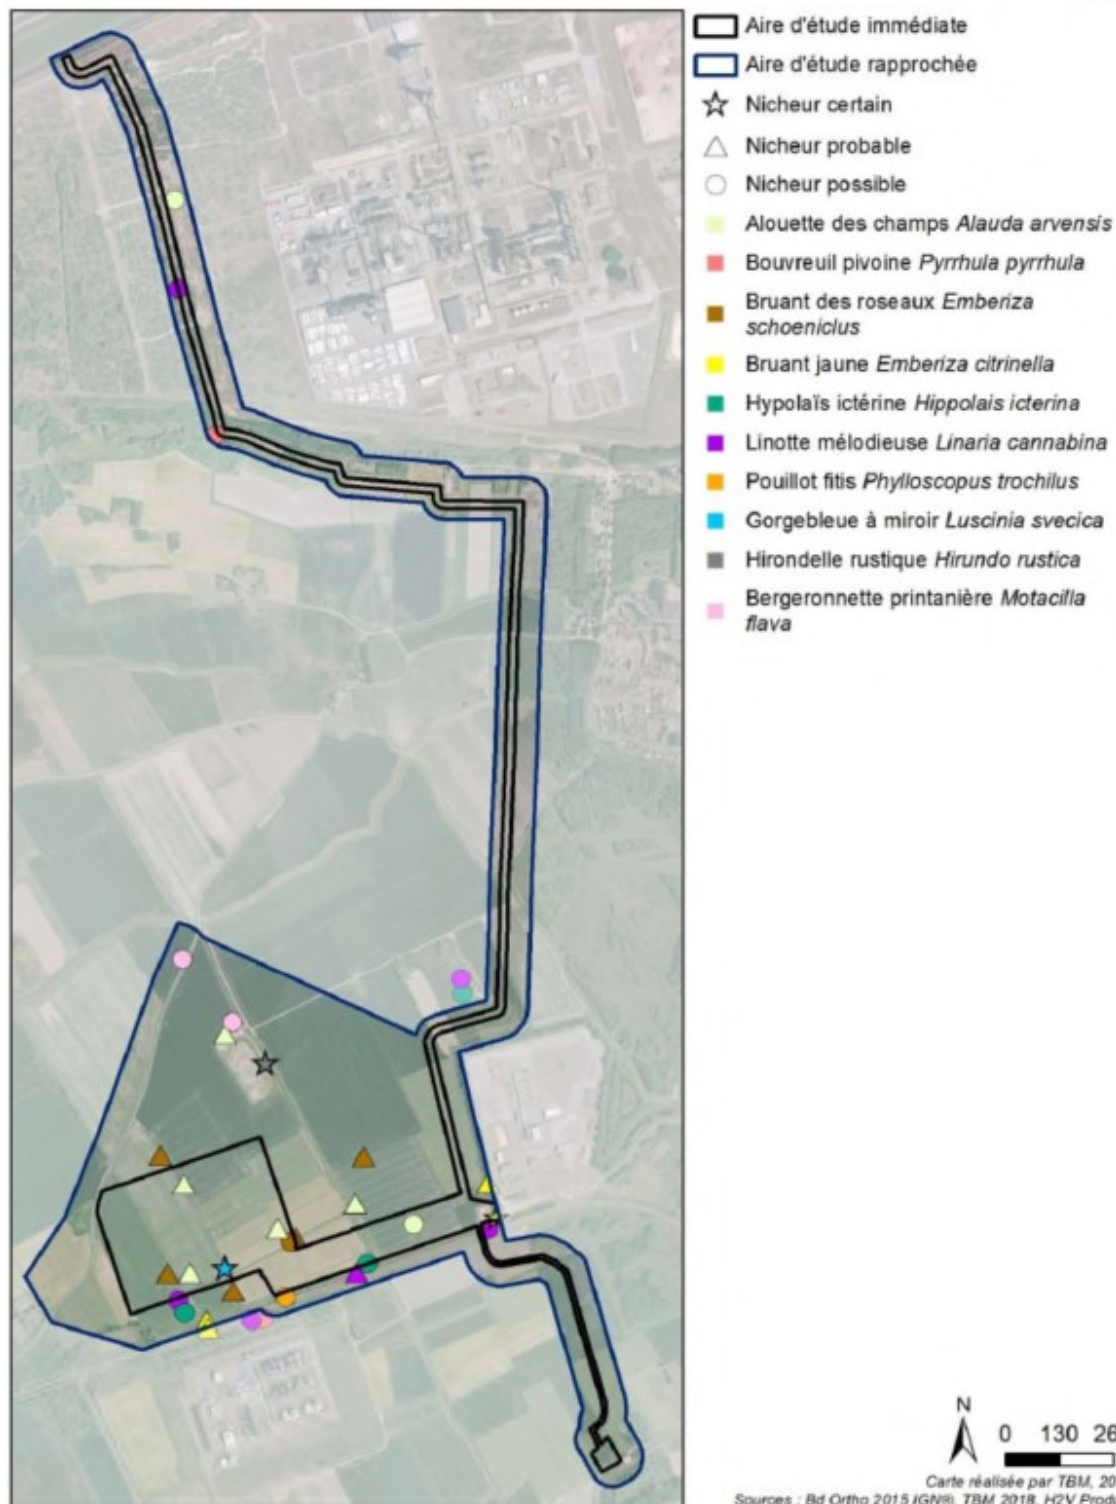 Aire d'étude immédiate
Aire d'étude rapprochée
Nicheur certain
Nicheur probable
Nicheur possible
Alouette des champs Alauda arvensis
Bouvreuil pivoine Pyrrhula pyrrhula
Bruant des roseaux Emberiza
schoeniclus
Bruant jaune Emberiza citrinella
Hypolaïs ictérine Hippolais icterina
Linotte mélodieuse Linaria cannabina
Pouillot fitis Phylloscopus trochilus
Gorgebleue à miroir Luscinia svecica
Hirondelle rustique Hirundo rustica
Bergeronnette printanière Motacilla
flava
N
0 130 26
Carte réalisée par TBM, 20
Sources : Bd Ortho 2015 IGN®, TBM 2018, H2V Prod